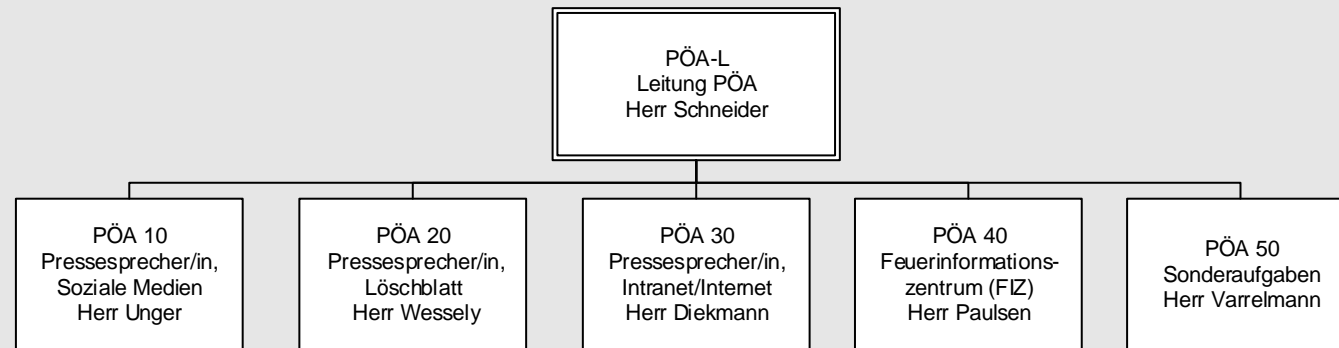 PÖA-L
Leitung PÖA
Herr Schneider
PÖA 10
Pressesprecher/in,
Soziale Medien
Herr Unger
PÖA 20
Pressesprecher/in,
Löschblatt
Herr Wessely
PÖA 30
Pressesprecher/in,
Intranet/Internet
Herr Diekmann
PÖA 40
Feuerinformations-
zentrum (FIZ)
Herr Paulsen
PÖA 50
Sonderaufgaben
Herr Varrelmann